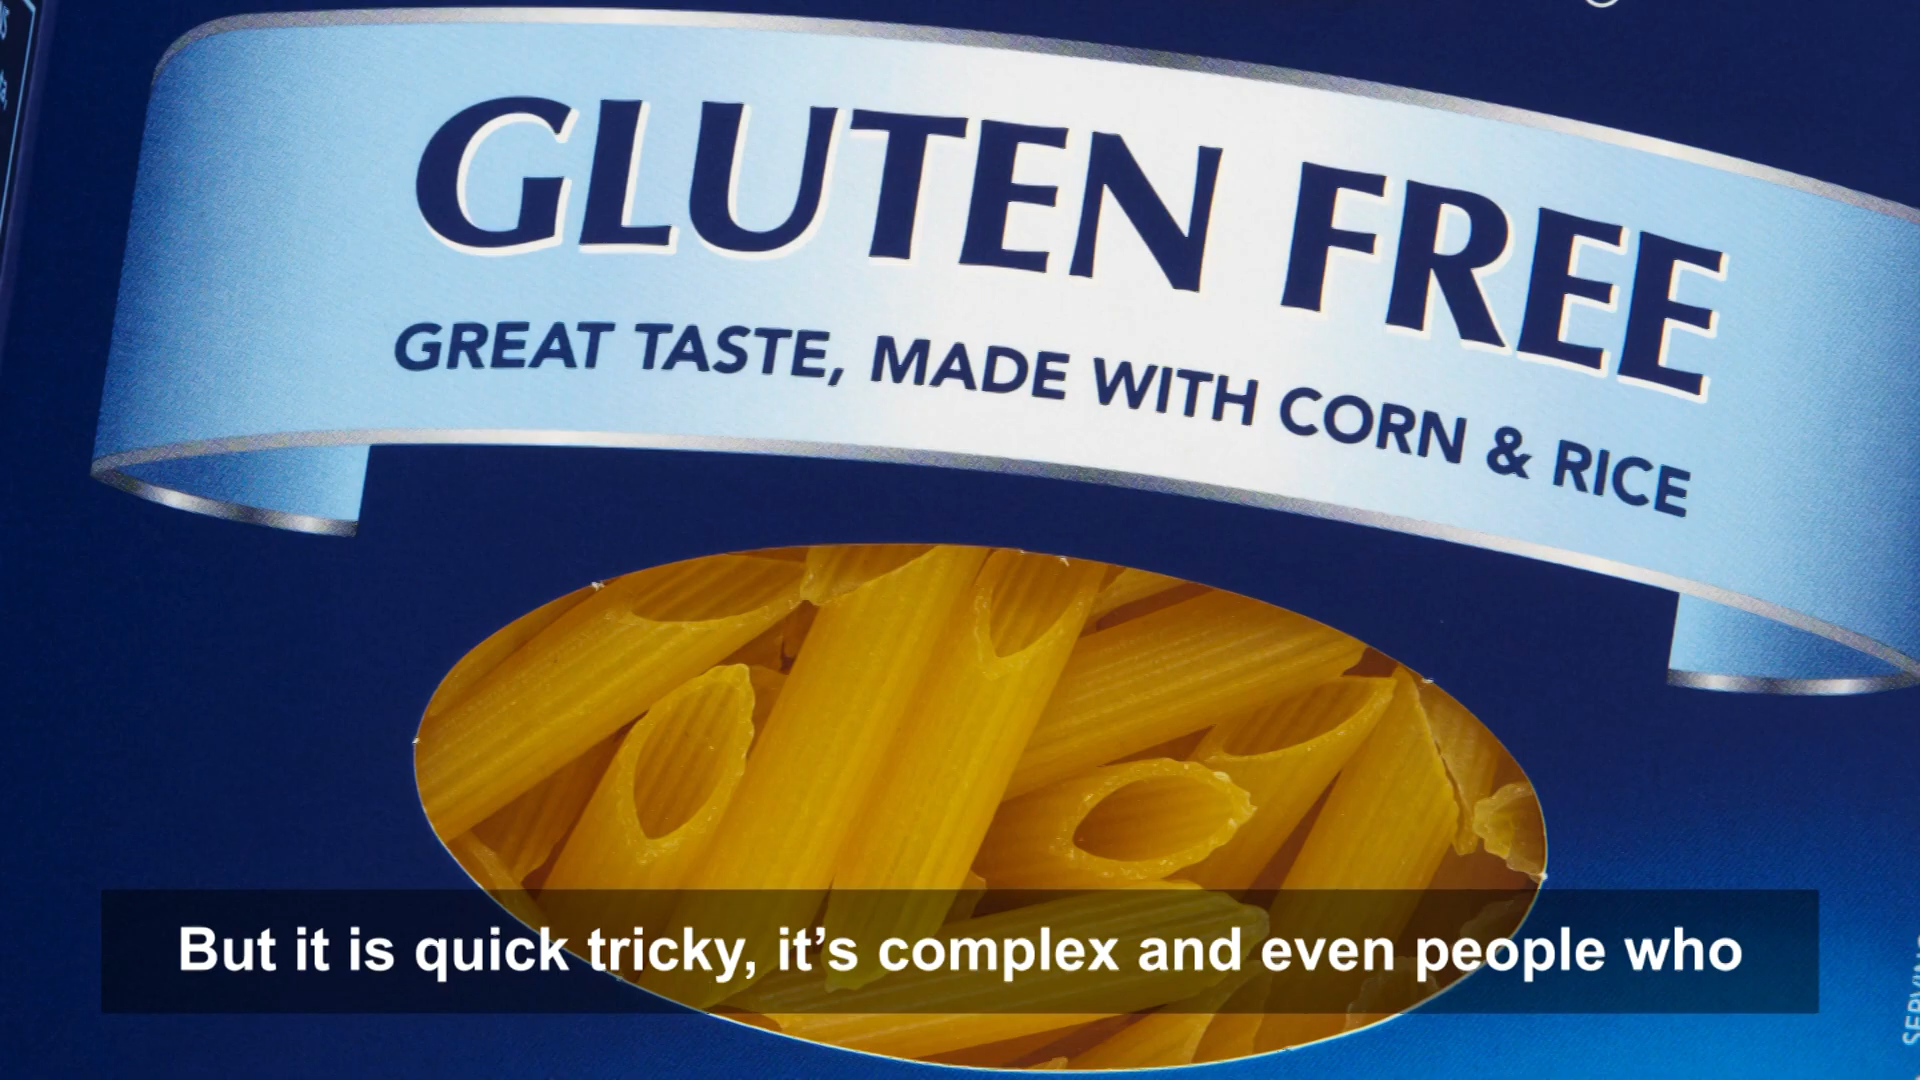 GLUTEN FREE
GREAT TASTE, MADE WITH CORN & RICE
But it is quick tricky, it’s complex and even people who